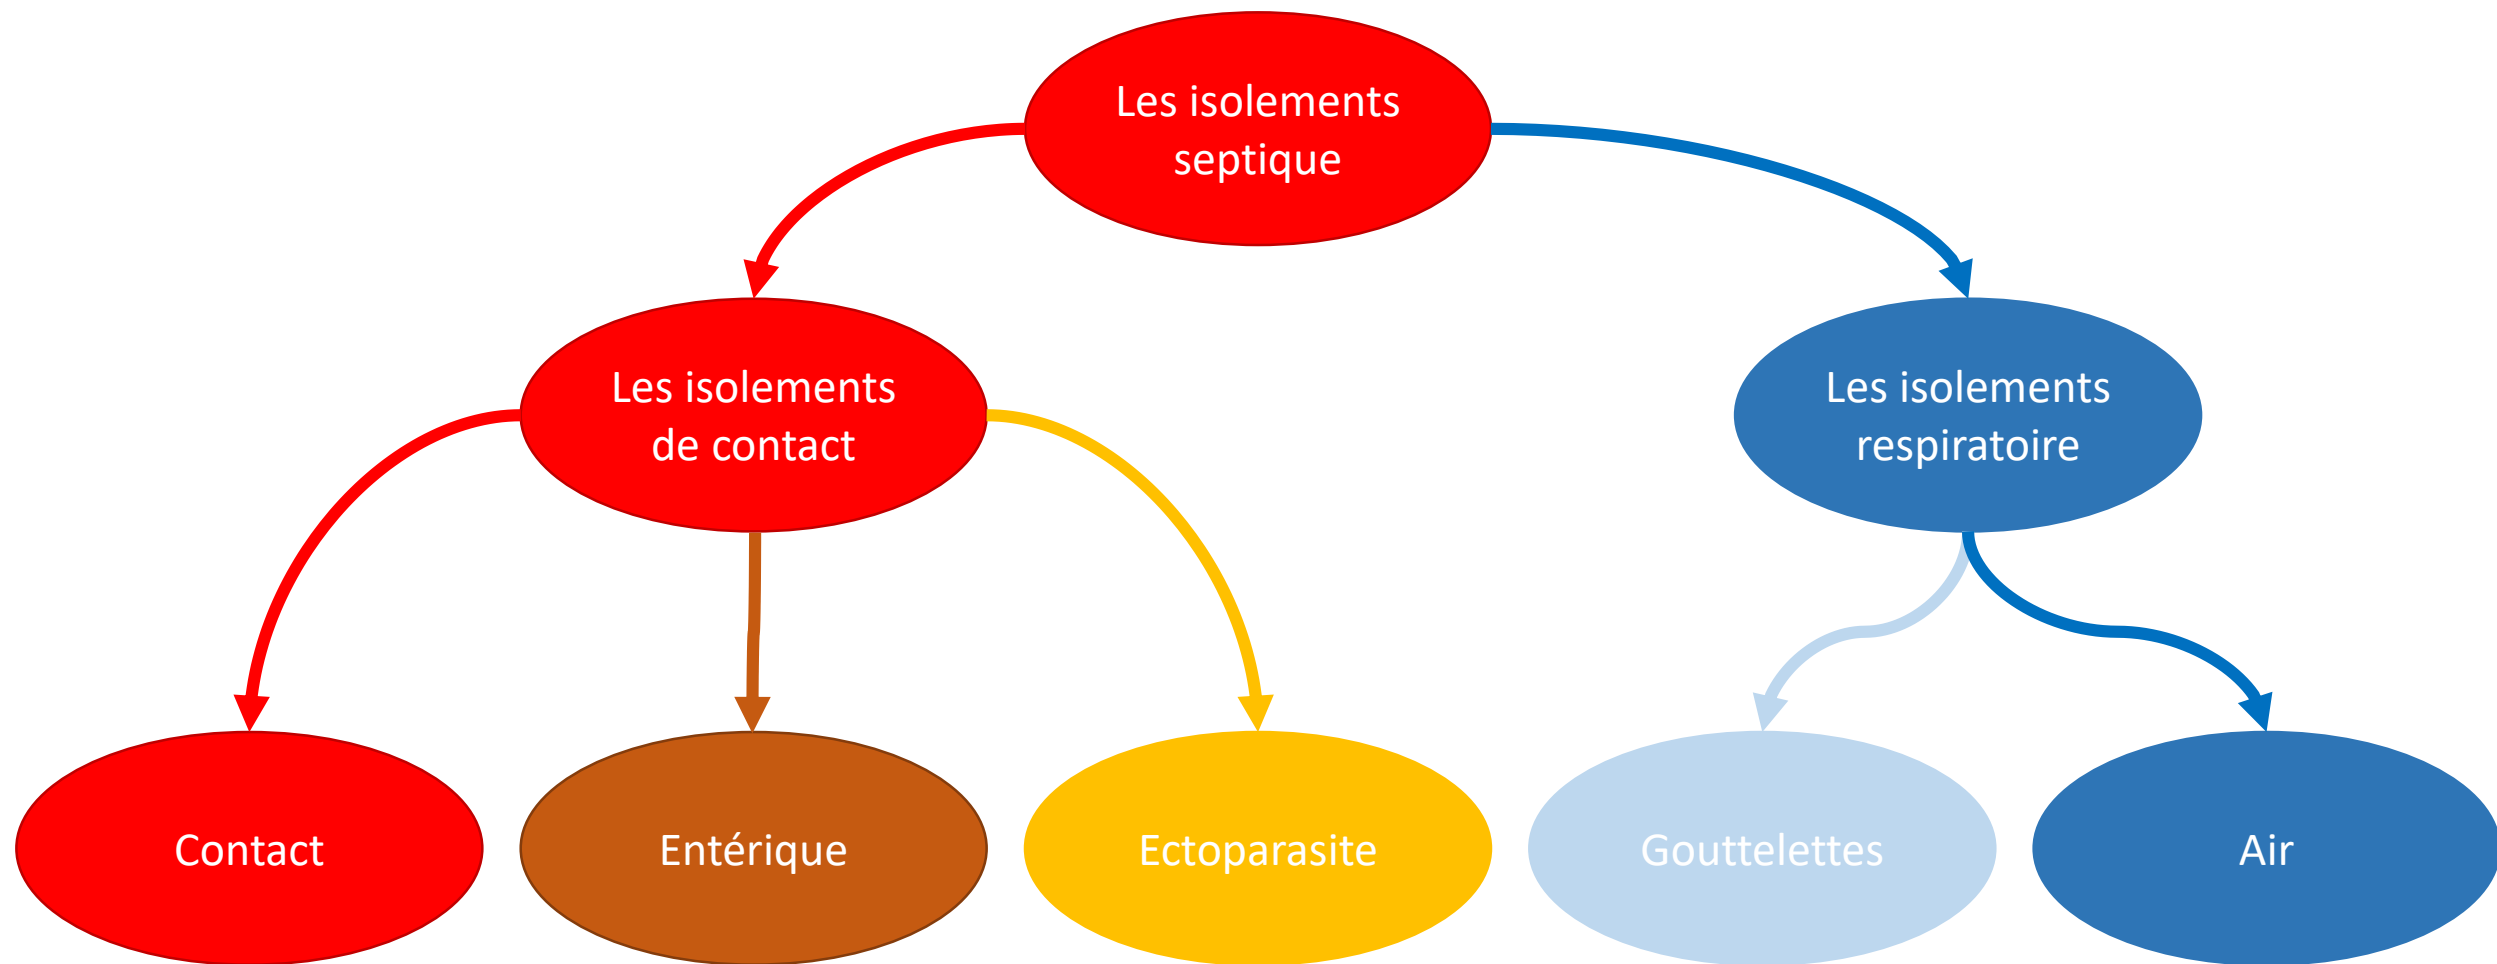 Les isolements
septique
Les isolements
de contact
Les isolements
respiratoire
Contact
Entérique
Ectoparasite
Gouttelettes
Air